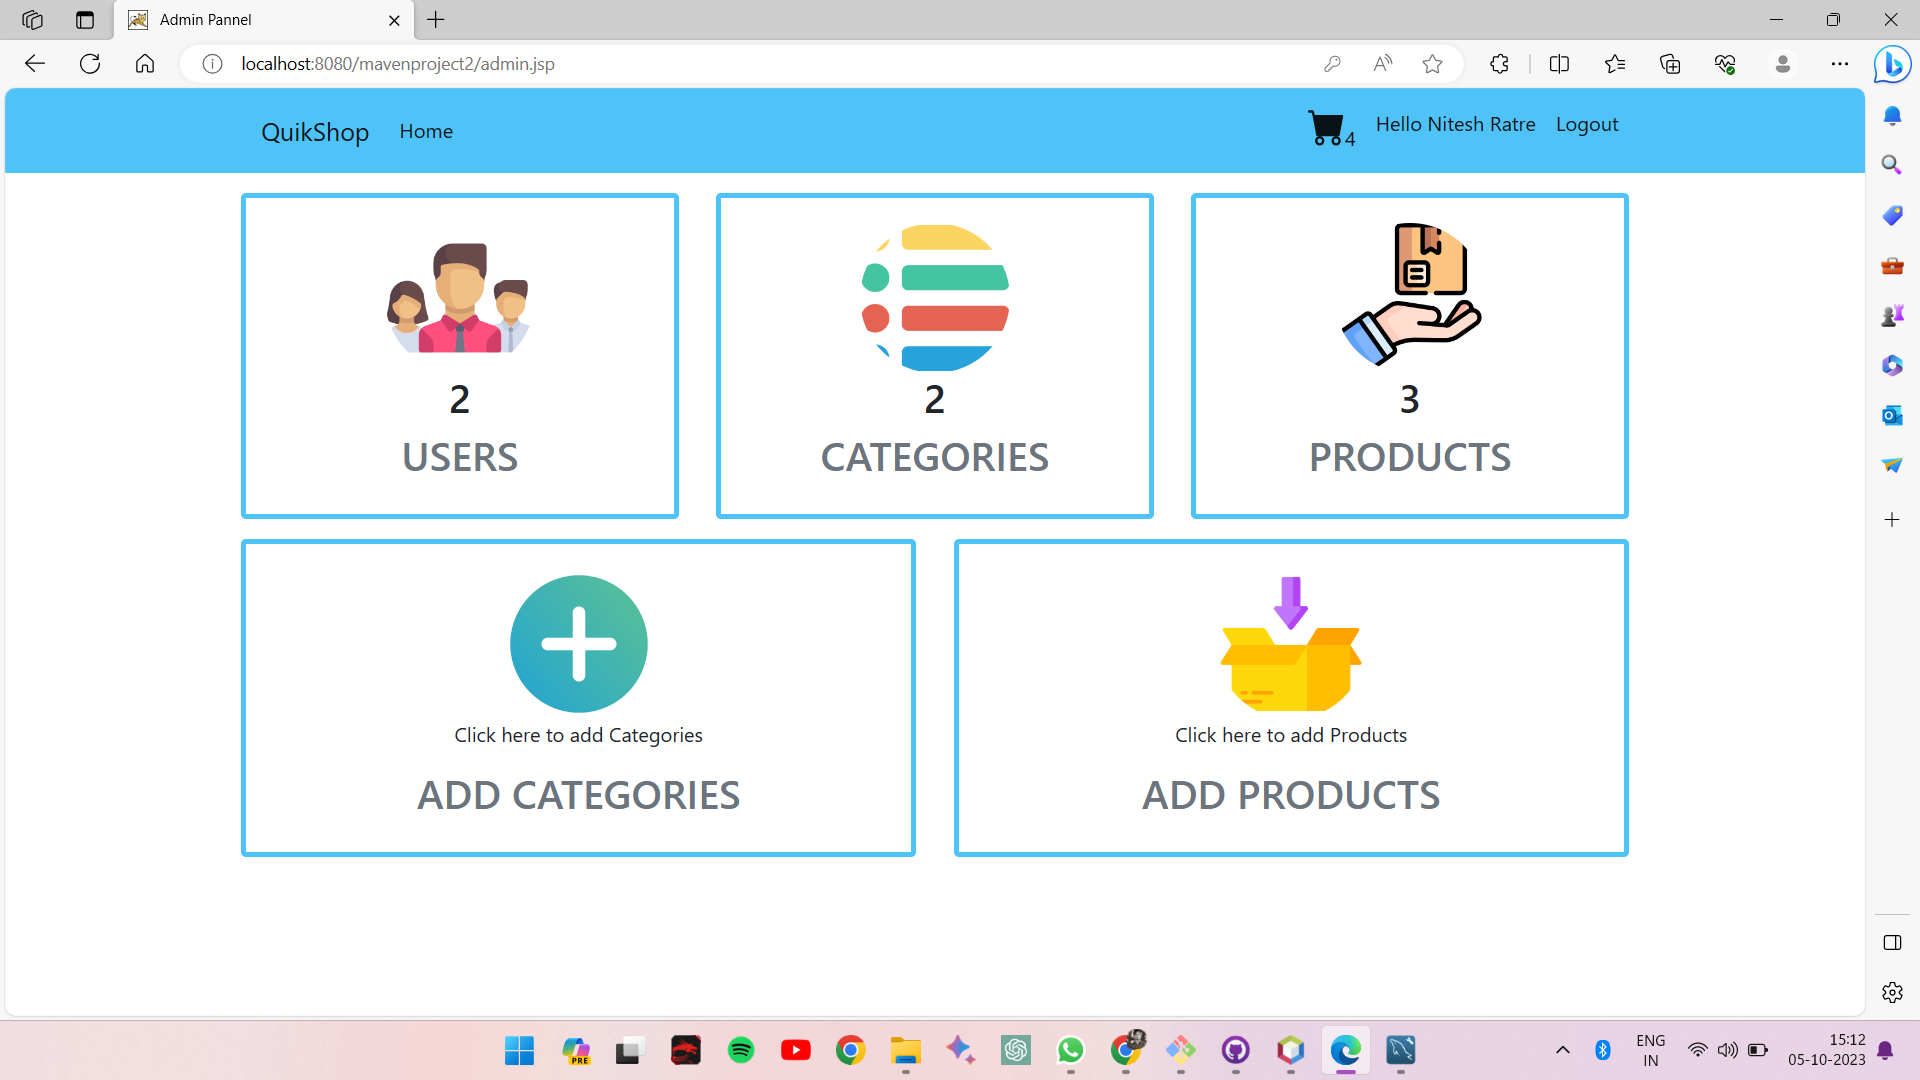 Admin Pannel
localhost:8080/mavenproject2/admin.jsp
QuikShop
Home
4
Hello Nitesh Ratre
Logout
2
USERS
2
CATEGORIES
3
PRODUCTS
Click here to add Categories
ADD CATEGORIES
Click here to add Products
ADD PRODUCTS
PRE
ENG
IN
15:12
05-10-2023